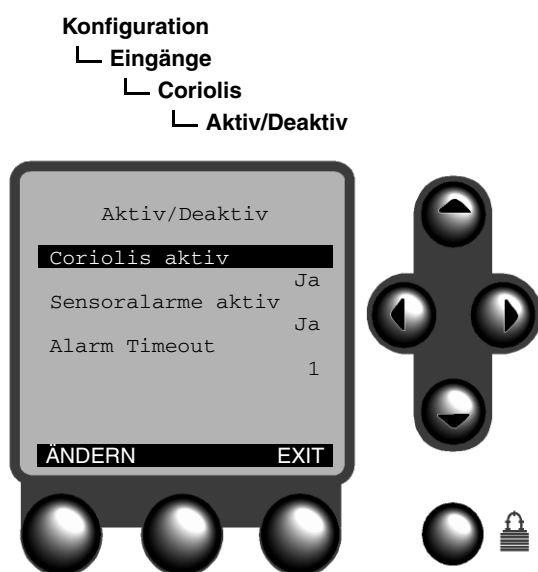 Konfiguration
Eingänge
Coriolis
Aktiv/Deaktiv
Aktiv/Deaktiv
Coriolis aktiv
Ja
Sensoralarme aktiv
Ja
Alarm Timeout
1
ÄNDERN EXIT